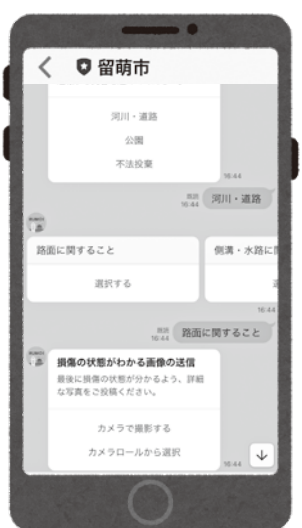 留萌市
河川・道路
公園
不法投棄
16:44
既読
16:44
河川・道路
路面に関すること
選択する
側溝・水路に
16:44
既読
16:44
路面に関すること
損傷の状態がわかる画像の送信
最後に損傷の状態が分かるよう、詳細
な写真をご投稿ください。
カメラで撮影する
カメラロールから選択
16:44